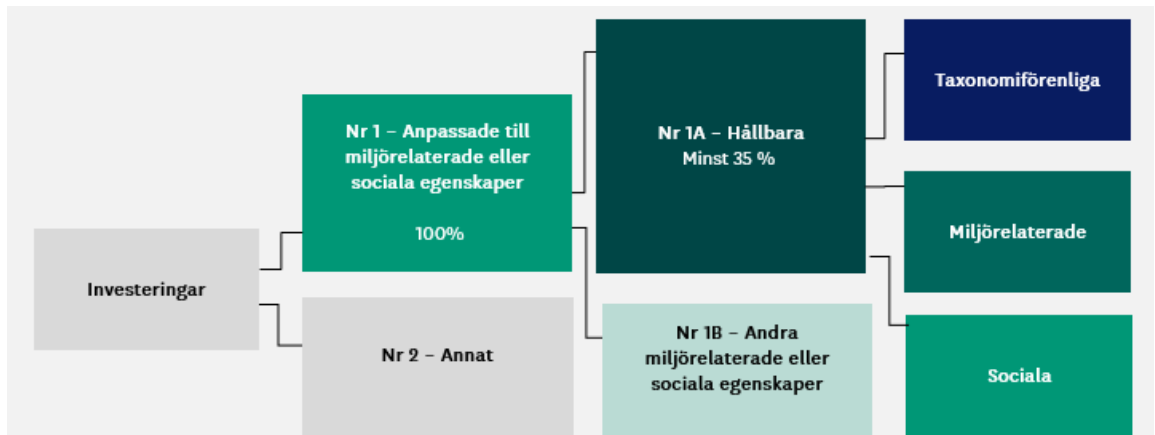 Investeringar
Nr 1 – Anpassade till
miljörelaterade eller
sociala egenskaper
100%
Nr 2 – Annat
Nr 1A – Hållbara
Minst 35 %
Nr 1B – Andra
miljörelaterade eller
sociala egenskaper
Taxonomiförenliga
Miljörelaterade
Sociala